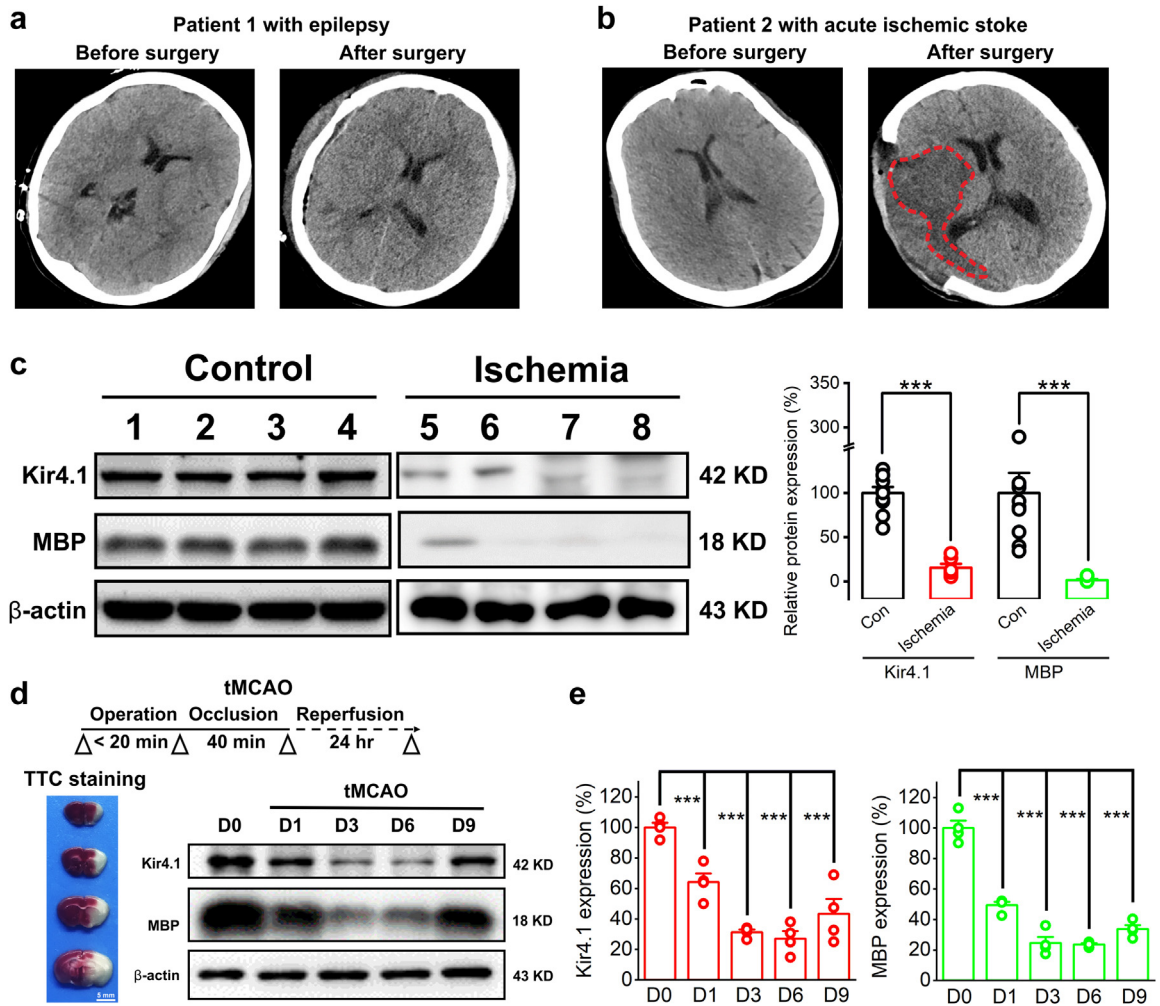 a
Patient 1 with epilepsy
Before surgery
After surgery
b
Patient 2 with acute ischemic stoke
Before surgery
After surgery
c
Control
Ischemia
1 2 3 4 5 6 7 8
Kir4.1
42 KD
MBP
18 KD
β-actin
43 KD
Relative protein expression (%)
350
300
100
50
0
***
***
Con
Ischemia
Con
Ischemia
Kir4.1
MBP
d
tMCAO
Operation Occlusion Reperfusion
< 20 min 40 min 24 hr
TTC staining
5 mm
tMCAO
D0 D1 D3 D6 D9
Kir4.1
42 KD
MBP
18 KD
β-actin
43 KD
e
Kir4.1 expression (%)
120
100
80
60
40
20
0
*** *** *** ***
D0 D1 D3 D6 D9
MBP expression (%)
120
100
80
60
40
20
0
*** *** *** ***
D0 D1 D3 D6 D9